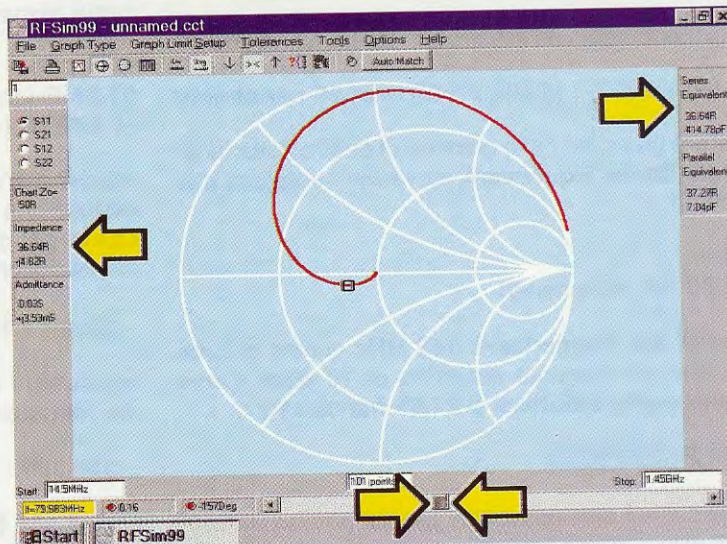 RFSim99 - unnamed.cct
File Graph Type Graph Limit Setup Tolerances Tools Options Help
Auto Match
1
S11
S21
S12
S22
Chart Zo=
50R
Impedance
36.64R
-j4.82R
Admittance
0.03S
+j3.53mS
Series
Equivalent
36.64R
414.78pF
Parallel
Equivalent
37.27R
7.04pF
Start: 14.5MHz
101 points
Stop: 1.45GHz
f=79.983MHz
0.16
-157Deg
Start
RFSim99